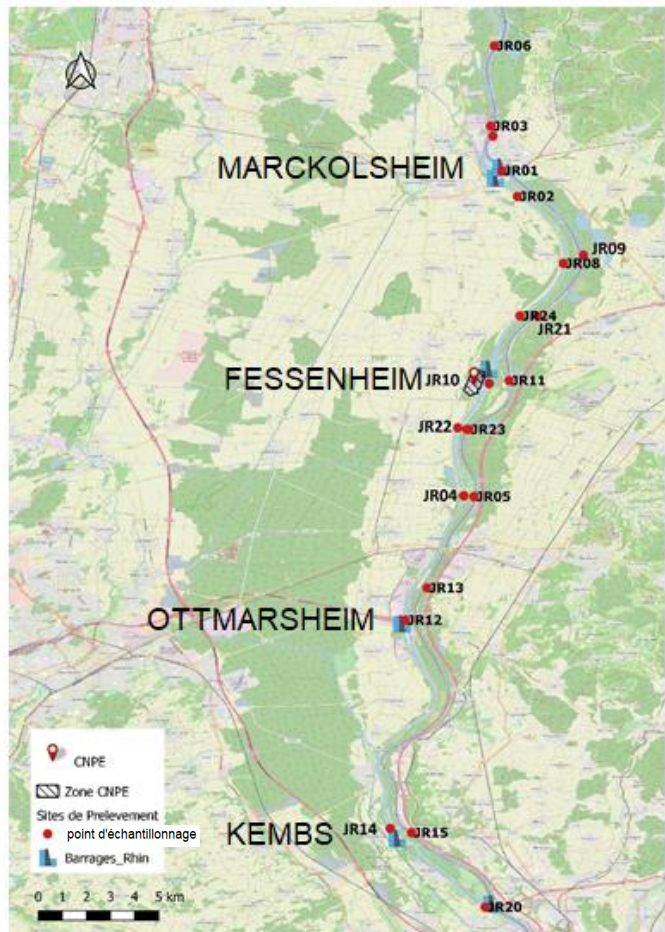 JR06
JR03
MARCKOLSHEIM
JR01
JR02
JR09
JR08
JR24
JR21
FESSENHEIM
JR10
JR11
JR22
JR23
JR04
JR05
JR13
OTTMARSHEIM
JR12
CNPE
Zone CNPE
Sites de Prelevement
point d'échantillonnage
Barrages_Rhin
KEMBS
JR14
JR15
0 1 2 3 4 5 km
JR20